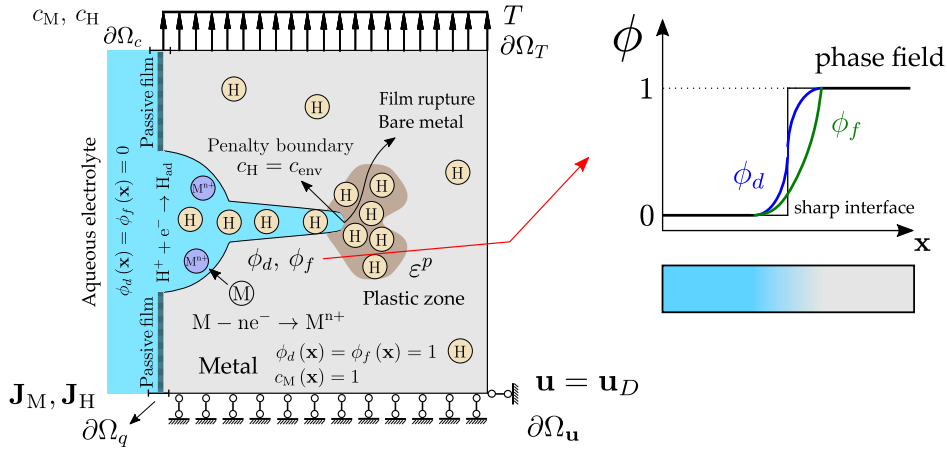 c_M, c_H
T
∂Ω_c
∂Ω_T
Passive film
H
H
Film rupture
Bare metal
Penalty boundary
c_H = c_env
H
H
H
H
H
H
H
H
M^{n+}
H
H
H
H
M^{n+}
Aqueous electrolyte
ϕ_d(x) = ϕ_f(x) = 0
H^+ + e^- → H_ad
ϕ_d, ϕ_f
ε^p
Plastic zone
M
M − ne^- → M^{n+}
Passive film
Metal
ϕ_d(x) = ϕ_f(x) = 1
c_M(x) = 1
H
J_M, J_H
u = u_D
∂Ω_q
∂Ω_u
ϕ
phase field
1
ϕ_f
ϕ_d
sharp interface
0
x